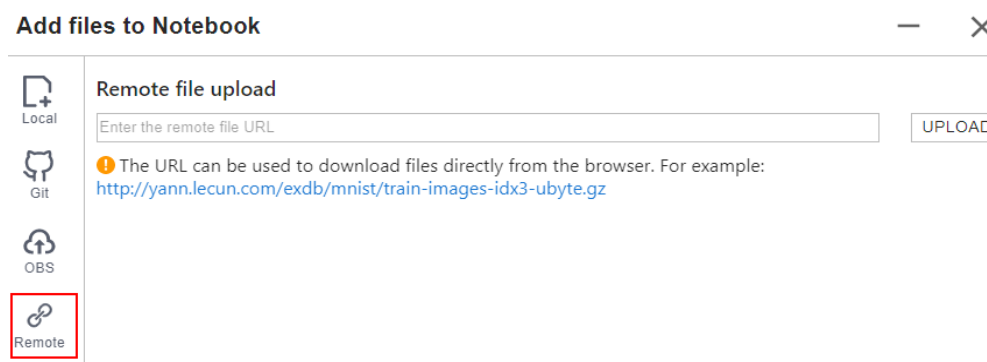 Add files to Notebook
Local
Git
OBS
Remote
Remote file upload
Enter the remote file URL
UPLOAD
The URL can be used to download files directly from the browser. For example:
http://yann.lecun.com/exdb/mnist/train-images-idx3-ubyte.gz